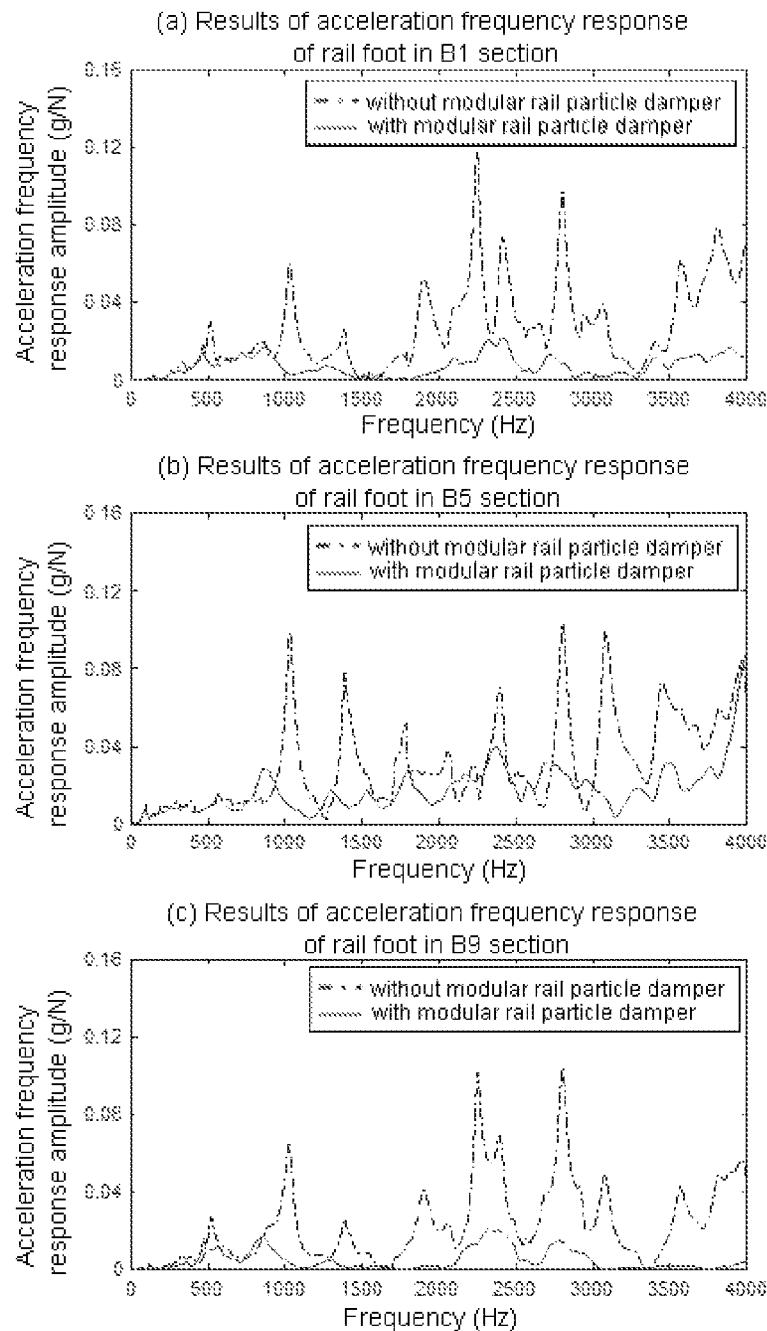 (a) Results of acceleration frequency response
of rail foot in B1 section
Acceleration frequency
response amplitude (g/N)
0.16
0.12
0.08
0.04
0
without modular rail particle damper
with modular rail particle damper
0 500 1000 1500 2000 2500 3000 3500 4000
Frequency (Hz)
(b) Results of acceleration frequency response
of rail foot in B5 section
Acceleration frequency
response amplitude (g/N)
0.16
0.12
0.08
0.04
0
without modular rail particle damper
with modular rail particle damper
0 500 1000 1500 2000 2500 3000 3500 4000
Frequency (Hz)
(c) Results of acceleration frequency response
of rail foot in B9 section
Acceleration frequency
response amplitude (g/N)
0.16
0.12
0.08
0.04
0
without modular rail particle damper
with modular rail particle damper
0 500 1000 1500 2000 2500 3000 3500 4000
Frequency (Hz)